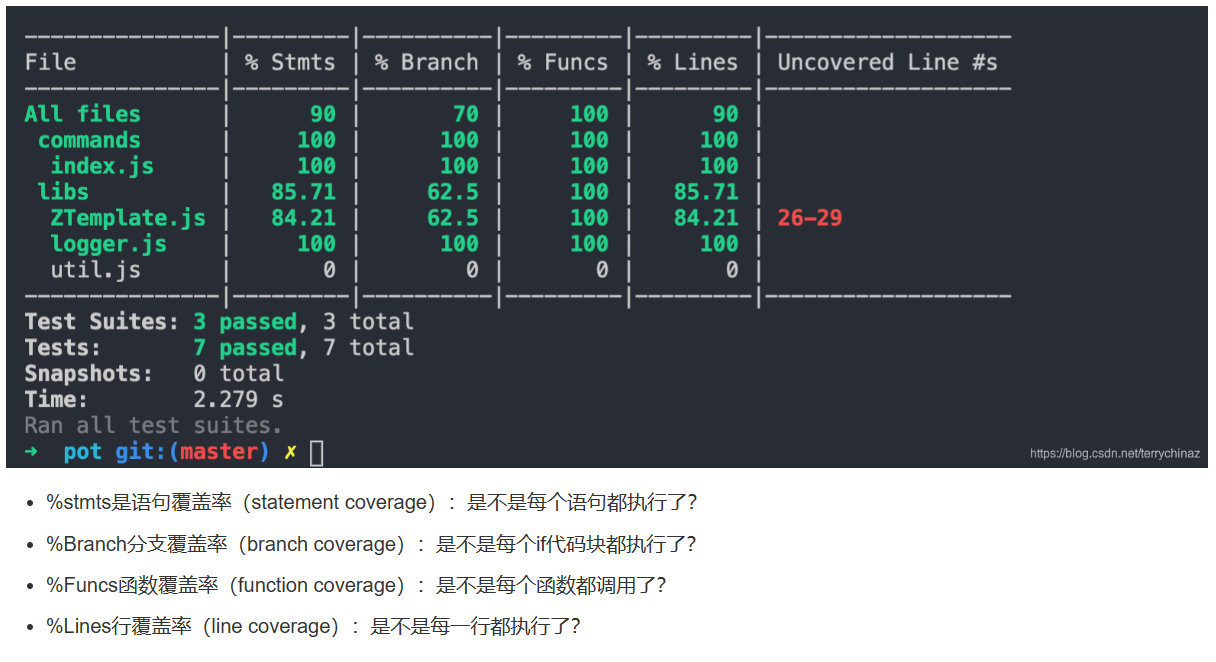 File | % Stmts | % Branch | % Funcs | % Lines | Uncovered Line #s
All files | 90 | 70 | 100 | 90 |
commands | 100 | 100 | 100 | 100 |
index.js | 100 | 100 | 100 | 100 |
libs | 85.71 | 62.5 | 100 | 85.71 |
ZTemplate.js | 84.21 | 62.5 | 100 | 84.21 | 26-29
logger.js | 100 | 100 | 100 | 100 |
util.js | 0 | 0 | 0 | 0 |
Test Suites: 3 passed, 3 total
Tests: 7 passed, 7 total
Snapshots: 0 total
Time: 2.279 s
Ran all test suites.
➜ pot git:(master) ✗
https://blog.csdn.net/terrychinaz
• %stmts是语句覆盖率（statement coverage）：是不是每个语句都执行了？
• %Branch分支覆盖率（branch coverage）：是不是每个if代码块都执行了？
• %Funcs函数覆盖率（function coverage）：是不是每个函数都调用了？
• %Lines行覆盖率（line coverage）：是不是每一行都执行了？